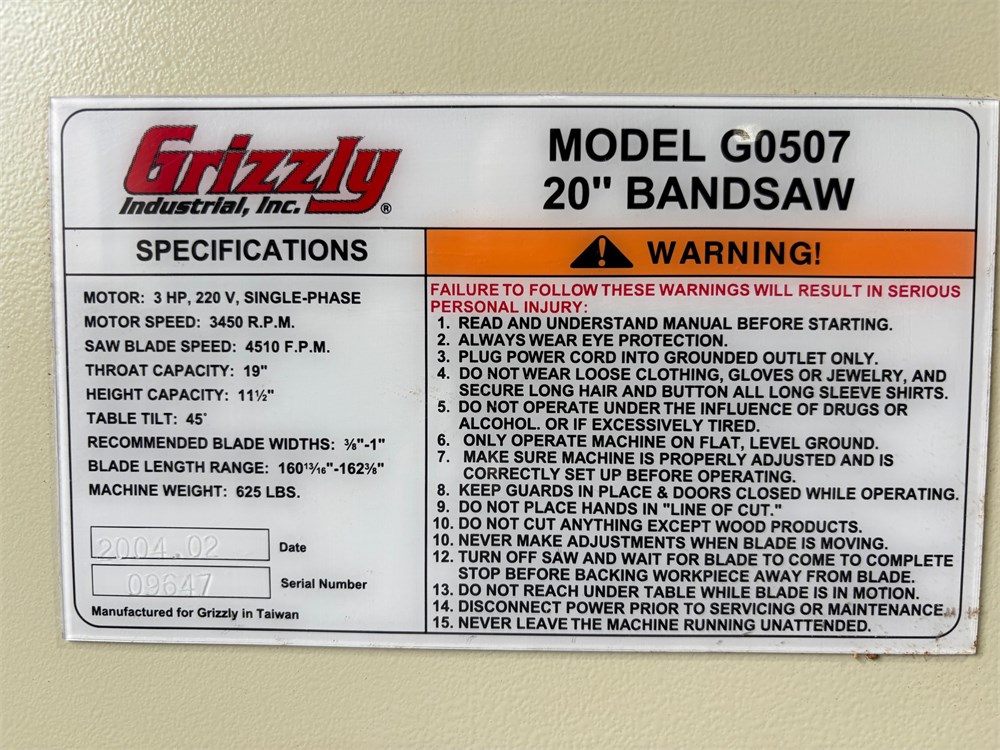 Grizzly
Industrial, Inc.®
MODEL G0507
20" BANDSAW
SPECIFICATIONS
MOTOR: 3 HP, 220 V, SINGLE-PHASE
MOTOR SPEED: 3450 R.P.M.
SAW BLADE SPEED: 4510 F.P.M.
THROAT CAPACITY: 19"
HEIGHT CAPACITY: 11½"
TABLE TILT: 45°
RECOMMENDED BLADE WIDTHS: ⅜"-1"
BLADE LENGTH RANGE: 160¹³⁄₁₆"-162⅜"
MACHINE WEIGHT: 625 LBS.
2004.02 Date
09647 Serial Number
Manufactured for Grizzly in Taiwan
WARNING!
FAILURE TO FOLLOW THESE WARNINGS WILL RESULT IN SERIOUS
PERSONAL INJURY:
1. READ AND UNDERSTAND MANUAL BEFORE STARTING.
2. ALWAYS WEAR EYE PROTECTION.
3. PLUG POWER CORD INTO GROUNDED OUTLET ONLY.
4. DO NOT WEAR LOOSE CLOTHING, GLOVES OR JEWELRY, AND
SECURE LONG HAIR AND BUTTON ALL LONG SLEEVE SHIRTS.
5. DO NOT OPERATE UNDER THE INFLUENCE OF DRUGS OR
ALCOHOL. OR IF EXCESSIVELY TIRED.
6. ONLY OPERATE MACHINE ON FLAT, LEVEL GROUND.
7. MAKE SURE MACHINE IS PROPERLY ADJUSTED AND IS
CORRECTLY SET UP BEFORE OPERATING.
8. KEEP GUARDS IN PLACE & DOORS CLOSED WHILE OPERATING.
9. DO NOT PLACE HANDS IN "LINE OF CUT."
10. DO NOT CUT ANYTHING EXCEPT WOOD PRODUCTS.
10. NEVER MAKE ADJUSTMENTS WHEN BLADE IS MOVING.
12. TURN OFF SAW AND WAIT FOR BLADE TO COME TO COMPLETE
STOP BEFORE BACKING WORKPIECE AWAY FROM BLADE.
13. DO NOT REACH UNDER TABLE WHILE BLADE IS IN MOTION.
14. DISCONNECT POWER PRIOR TO SERVICING OR MAINTENANCE.
15. NEVER LEAVE THE MACHINE RUNNING UNATTENDED.